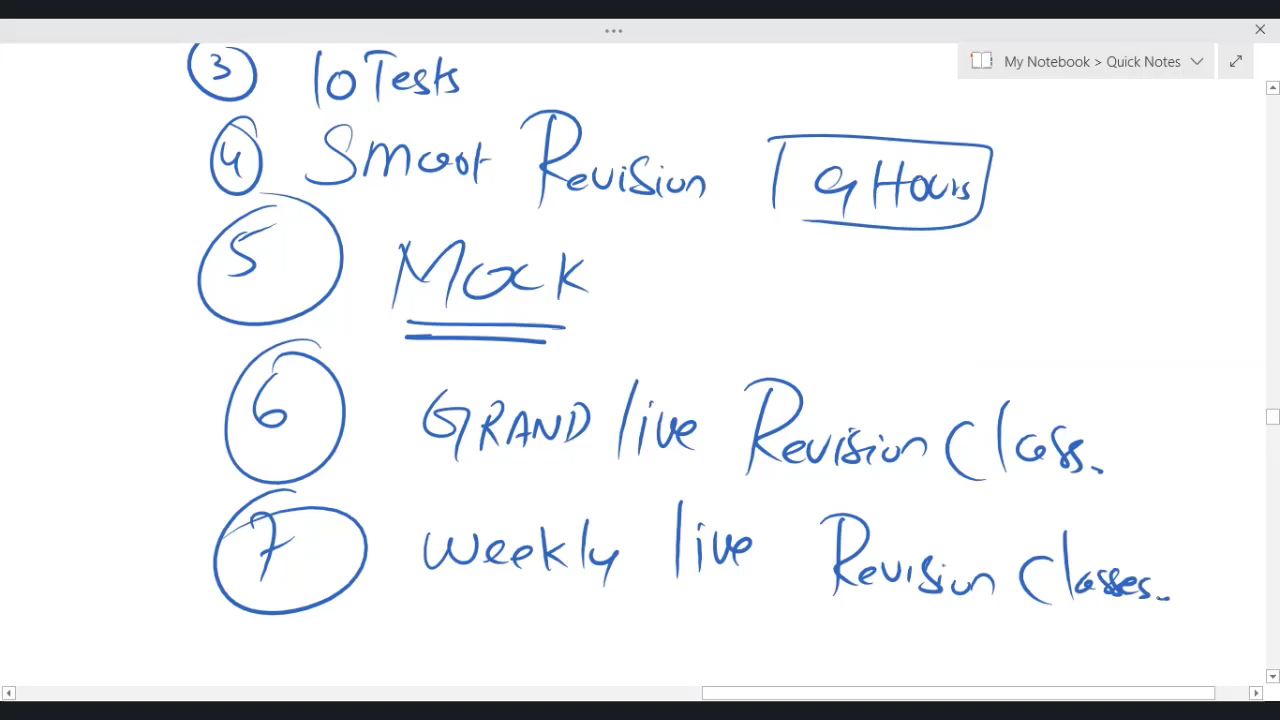 My Notebook > Quick Notes
3 10 Tests
4 Smart Revision 9 Hours
5 Mock
6 GRAND live Revision Class.
7 Weekly live Revision Classes.